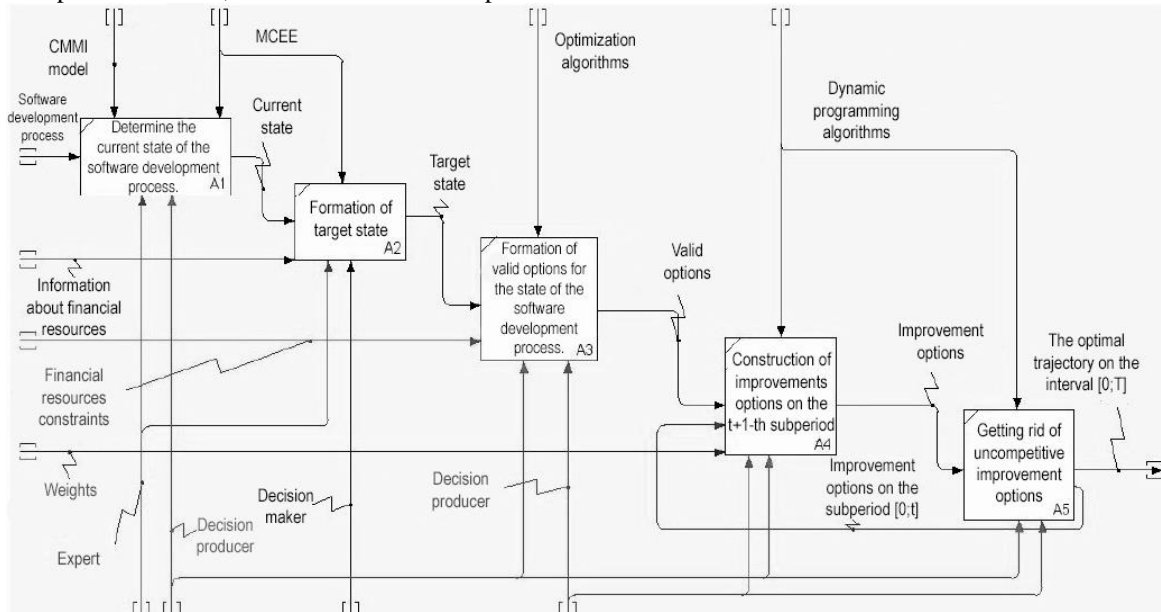 CMMI
model
MCEE
Optimization
algorithms
Dynamic
programming
algorithms
Software
development
process
Determine the
current state of the
software development
process.
A1
Current
state
Formation of
target state
A2
Target
state
Formation of
valid options for
the state of the
software
development
process.
A3
Valid
options
Information
about financial
resources
Financial
resources
constraints
Construction of
improvements
options on the
t+1-th subperiod
A4
Improvement
options
The optimal
trajectory on the
interval [0;T]
Getting rid of
uncompetitive
improvement
options
A5
Improvement
options on the
subperiod [0;t]
Weights
Expert
Decision
producer
Decision
maker
Decision
producer